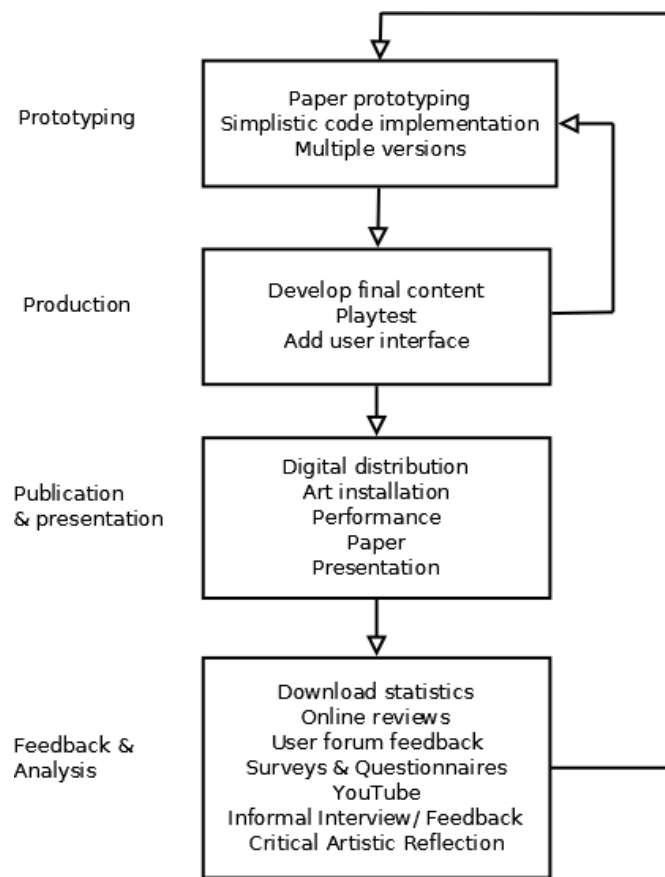 Prototyping
Paper prototyping
Simplistic code implementation
Multiple versions
Production
Develop final content
Playtest
Add user interface
Publication
& presentation
Digital distribution
Art installation
Performance
Paper
Presentation
Feedback &
Analysis
Download statistics
Online reviews
User forum feedback
Surveys & Questionnaires
YouTube
Informal Interview/ Feedback
Critical Artistic Reflection